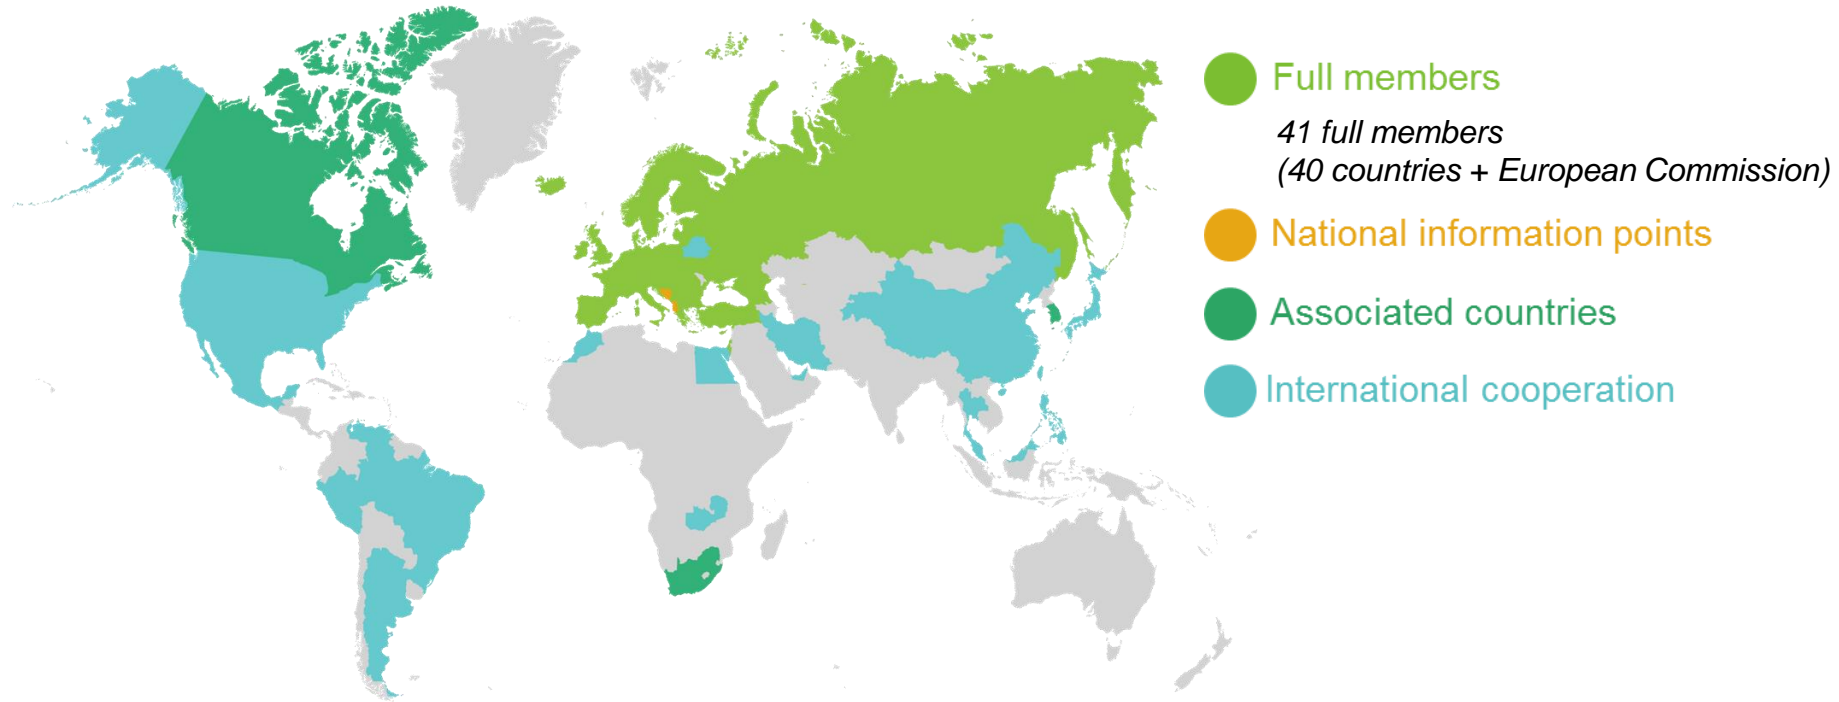 Full members
41 full members
(40 countries + European Commission)
National information points
Associated countries
International cooperation